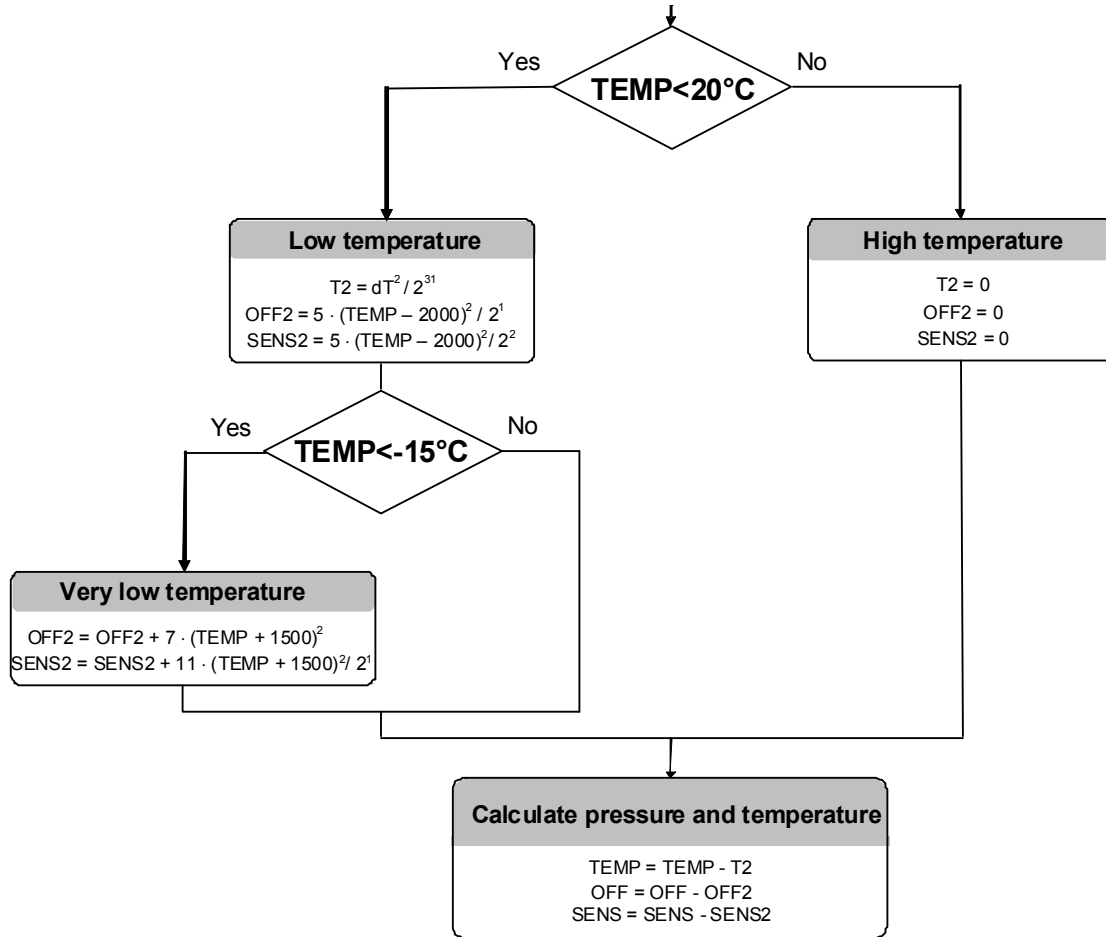 Yes
No
TEMP<20°C
Low temperature
T2 = dT² / 2³¹
OFF2 = 5 · (TEMP – 2000)² / 2¹
SENS2 = 5 · (TEMP – 2000)² / 2²
High temperature
T2 = 0
OFF2 = 0
SENS2 = 0
Yes
No
TEMP<-15°C
Very low temperature
OFF2 = OFF2 + 7 · (TEMP + 1500)²
SENS2 = SENS2 + 11 · (TEMP + 1500)² / 2¹
Calculate pressure and temperature
TEMP = TEMP - T2
OFF = OFF - OFF2
SENS = SENS - SENS2